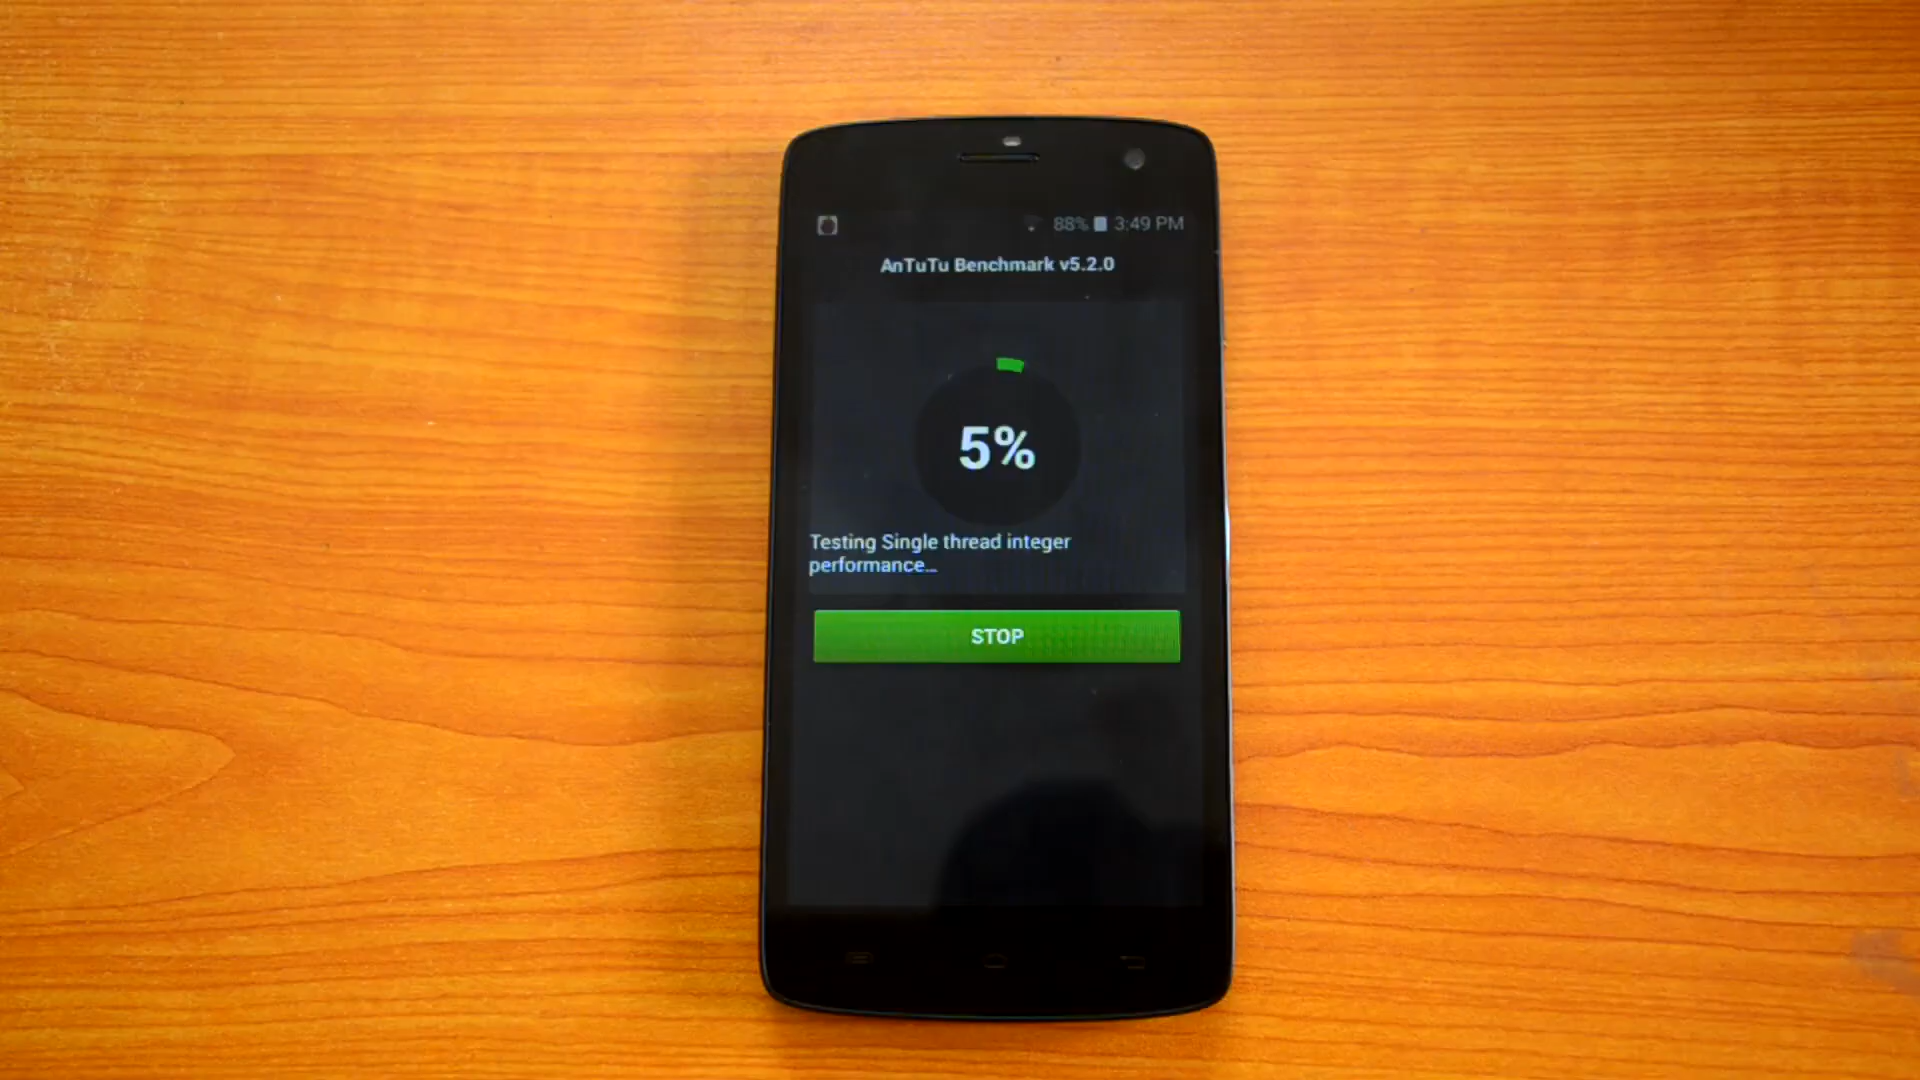 88% 3:49 PM
AnTuTu Benchmark v5.2.0
5%
Testing Single thread integer
performance...
STOP